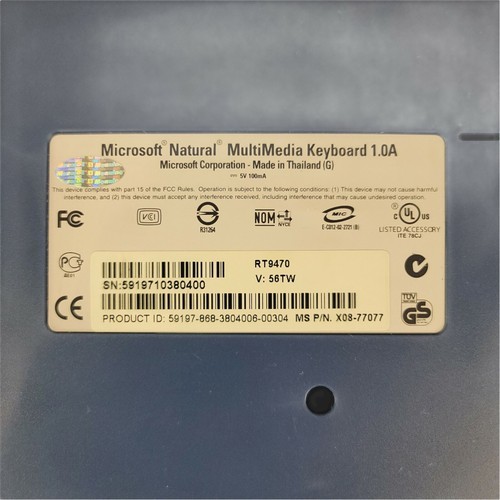 Microsoft® Natural® MultiMedia Keyboard 1.0A
Microsoft Corporation - Made in Thailand (G)
5V 100mA
This device complies with part 15 of the FCC Rules. Operation is subject to the following conditions: (1) This device may not cause harmful
interference, and (2) this device must accept any interference received, including interference that may cause undesired operation.
FC
VCI
R31264
NOM
NYCE
MIC
C UL US ®
LISTED ACCESSORY
SN:5919710380400
RT9470
V: 56TW
CE
TÜV
GS
PRODUCT ID: 59197-868-3804006-00304 MS P/N. X08-77077